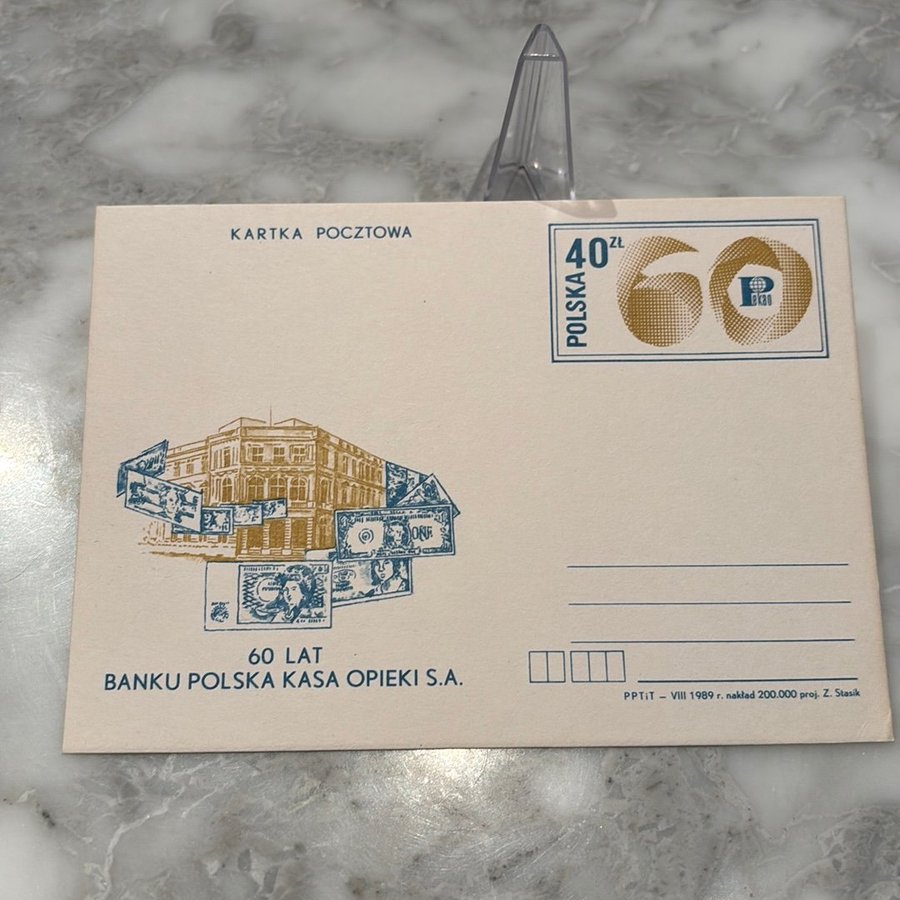 KARTKA POCZTOWA
POLSKA 40 ZŁ
60
Pekao
ONE
60 LAT
BANKU POLSKA KASA OPIEKI S.A.
PPTiT – VIII 1989 r. nakład 200.000 proj. Z. Stasik